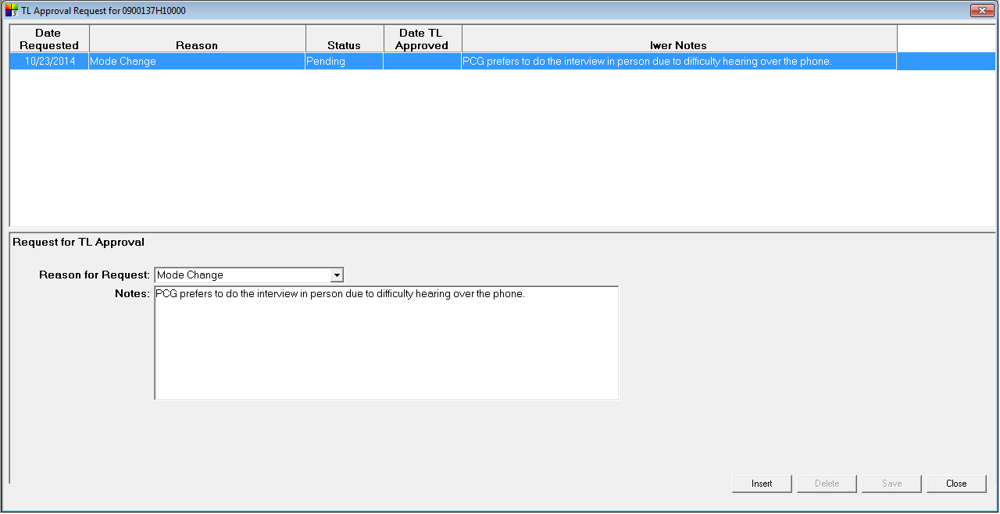 TL Approval Request for 0900137H10000
Date Requested Reason Status Date TL Approved Iwer Notes
10/23/2014 Mode Change Pending PCG prefers to do the interview in person due to difficulty hearing over the phone.
Request for TL Approval
Reason for Request: Mode Change
Notes: PCG prefers to do the interview in person due to difficulty hearing over the phone.
Insert Delete Save Close